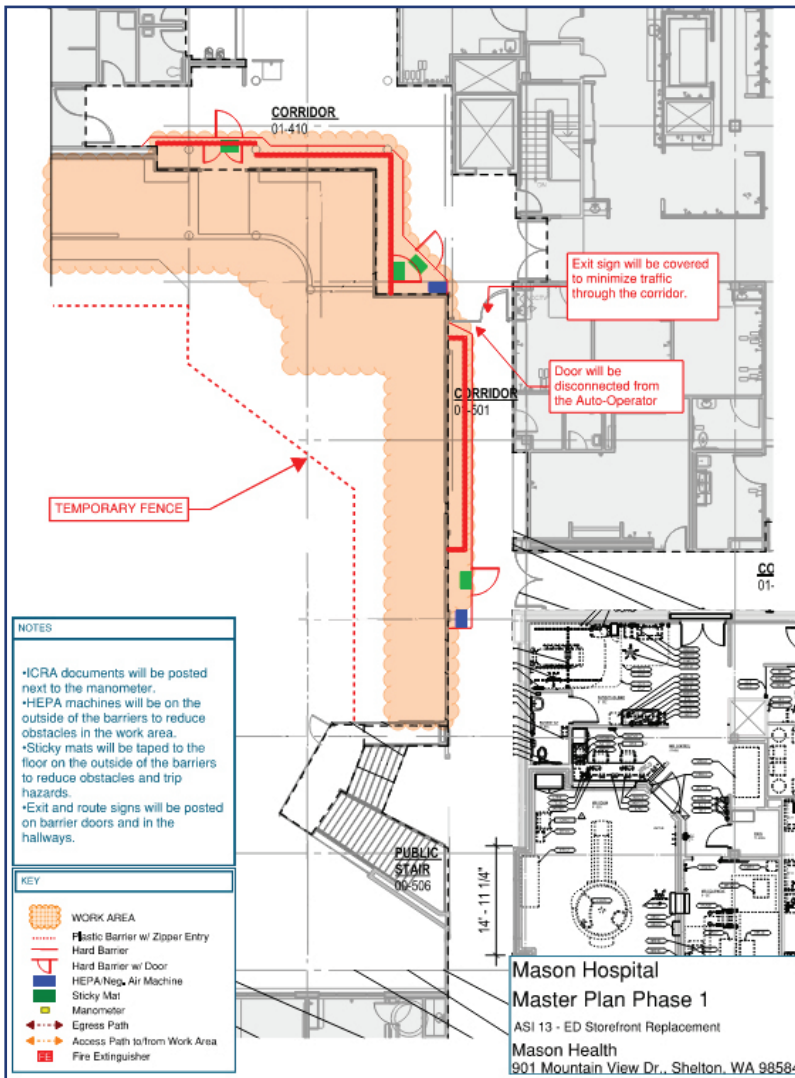 CORRIDOR
01-410
Exit sign will be covered
to minimize traffic
through the corridor.
Door will be
disconnected from
the Auto-Operator
CORRIDOR
01-501
TEMPORARY FENCE
CO
01-
NOTES
•ICRA documents will be posted
next to the manometer.
•HEPA machines will be on the
outside of the barriers to reduce
obstacles in the work area.
•Sticky mats will be taped to the
floor on the outside of the barriers
to reduce obstacles and trip
hazards.
•Exit and route signs will be posted
on barrier doors and in the
hallways.
PUBLIC
STAIR
00-506
14' - 11 1/4"
KEY
WORK AREA
Plastic Barrier w/ Zipper Entry
Hard Barrier
Hard Barrier w/ Door
HEPA/Neg. Air Machine
Sticky Mat
Manometer
Egress Path
Access Path to/from Work Area
FE Fire Extinguisher
Mason Hospital
Master Plan Phase 1
ASI 13 - ED Storefront Replacement
Mason Health
901 Mountain View Dr., Shelton, WA 98584